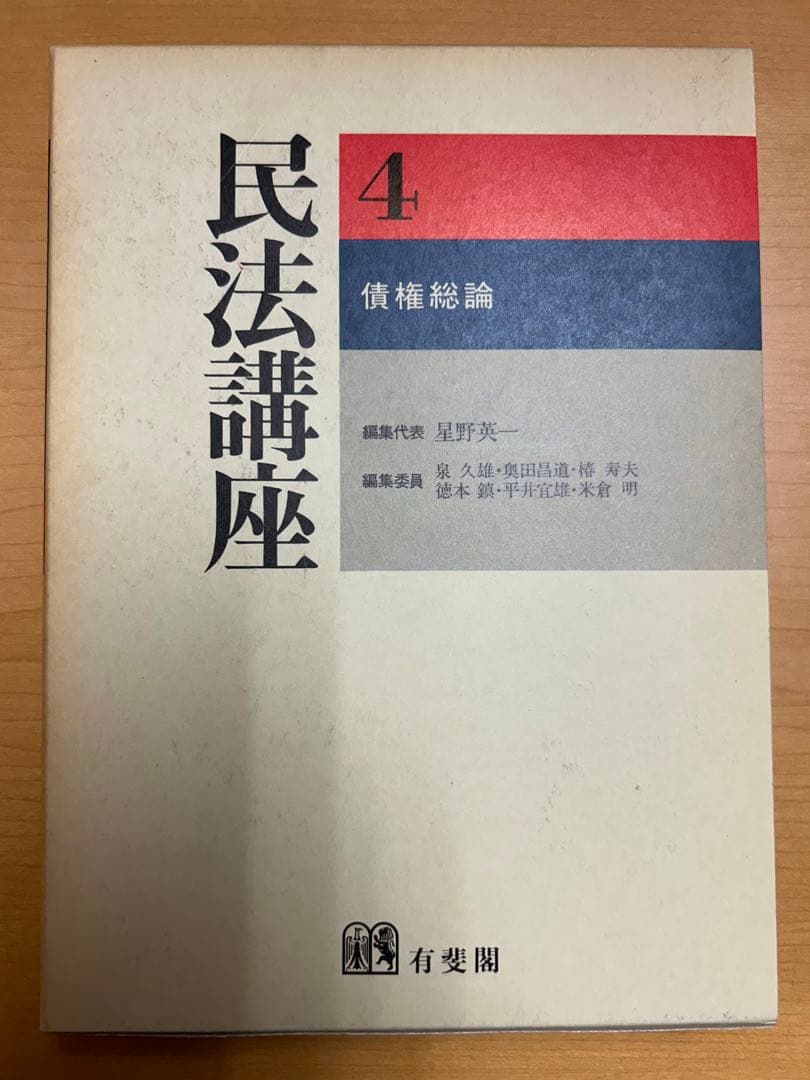 民法講座
4
債権総論
編集代表 星野英一
編集委員 泉 久雄・奥田昌道・椿 寿夫
徳本 鎮・平井宜雄・米倉 明
有斐閣